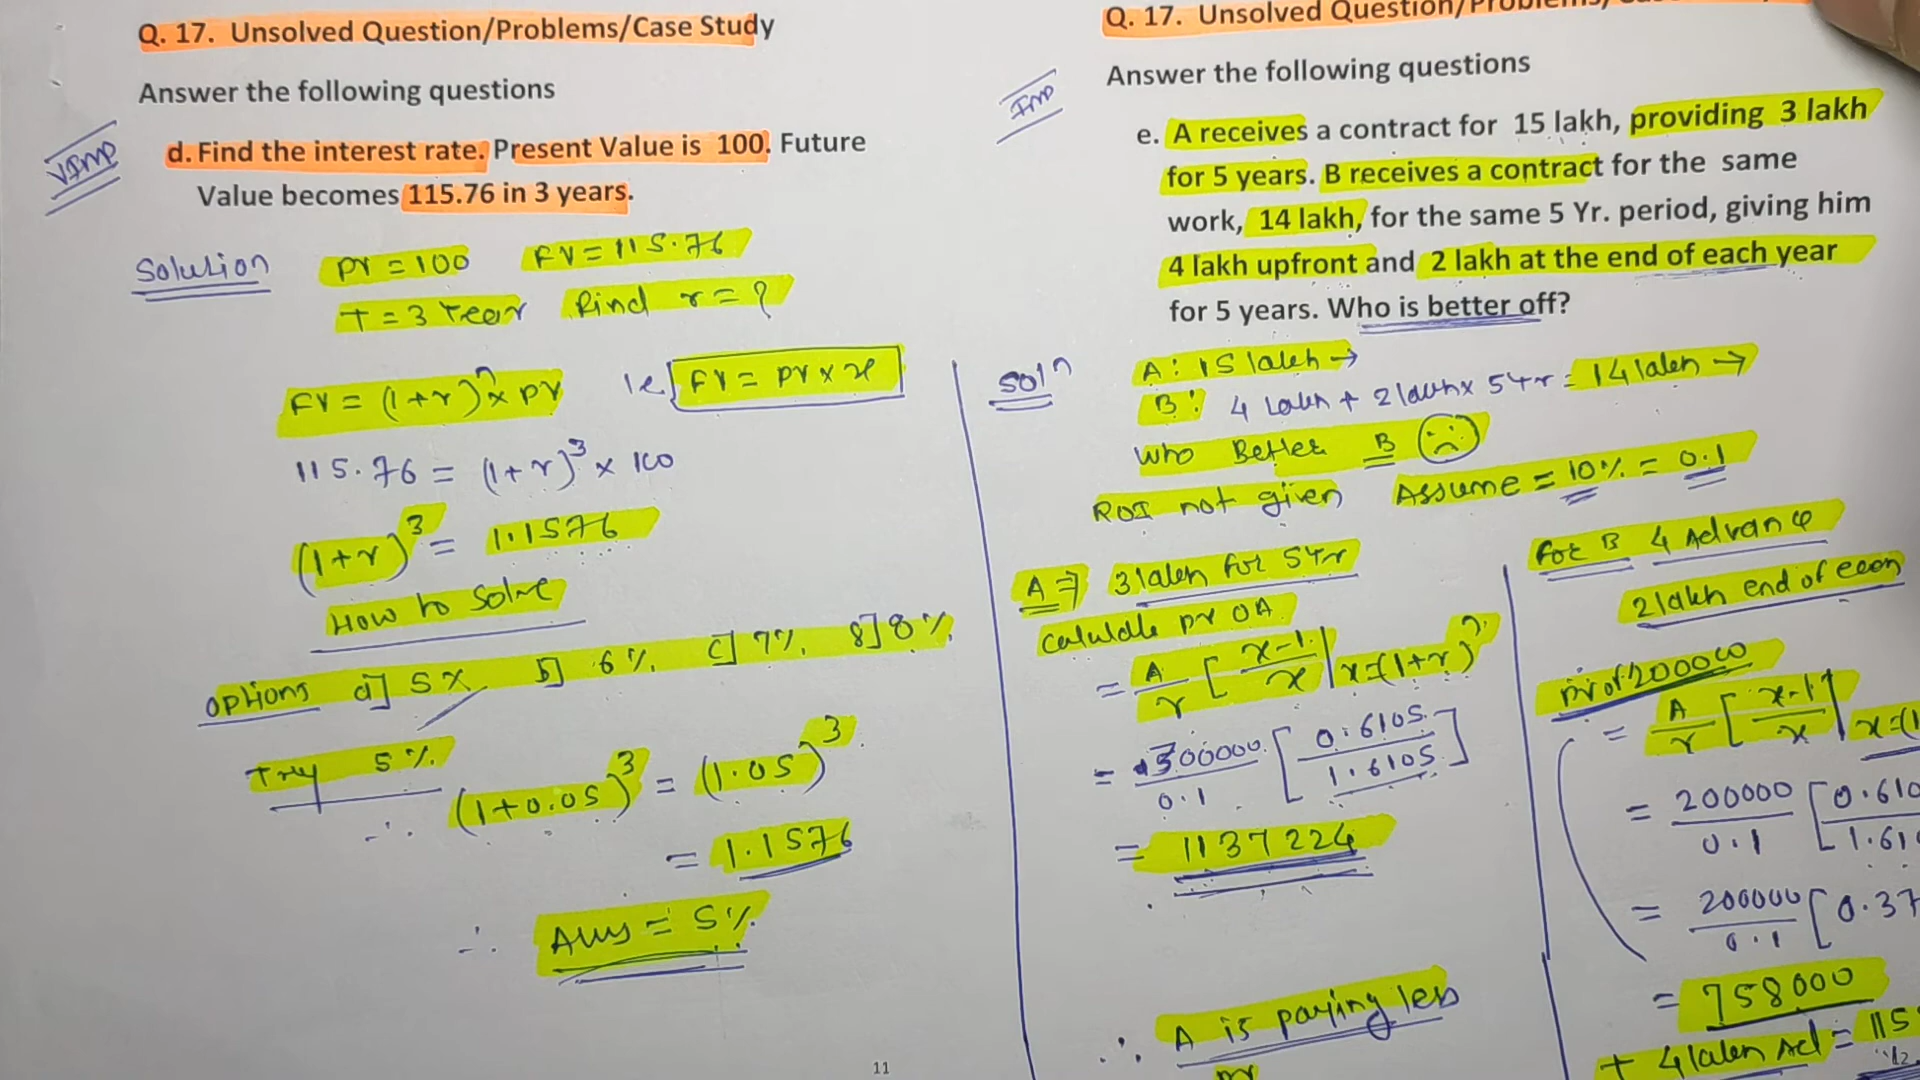 Q. 17. Unsolved Question/Problems/Case Study
Answer the following questions
VIMP
d. Find the interest rate. Present Value is 100. Future
Value becomes 115.76 in 3 years.
Solution PV = 100 FV = 115.76
T = 3 Year Find r = ?
FV = (1+r)^n × PV i.e. FV = PV × x
115.76 = (1+r)^3 × 100
(1+r)^3 = 1.1576
How to Solve
options a] 5% b] 6% c] 7% 8] 8%
Try 5%
∴ (1+0.05)^3 = (1.05)^3
= 1.1576
∴ Ans = 5%
11
Q. 17. Unsolved Question/Problems/
Answer the following questions
Imp
e. A receives a contract for 15 lakh, providing 3 lakh
for 5 years. B receives a contract for the same
work, 14 lakh, for the same 5 Yr. period, giving him
4 lakh upfront and 2 lakh at the end of each year
for 5 years. Who is better off?
Soln
A: 15 lakh →
B: 4 Lakh + 2 lakh × 5 Yr = 14 lakh →
Who Better B
ROI not given Assume = 10% = 0.1
A ⇒ 3 lakh for 5 Yr
Calculate PV OA
= A/r [x-1/x] x=(1+r)^n
= 300000/0.1 [0.6105/1.6105]
= 1137224
∴ A is paying less
PV
For B 4 Advance
2 lakh end of each
PV of 200000
= A/r [x-1/x] x=(1
= 200000/0.1 [0.610/1.61
= 200000/0.1 [0.37
= 758000
+ 4 lakh Ad = 115